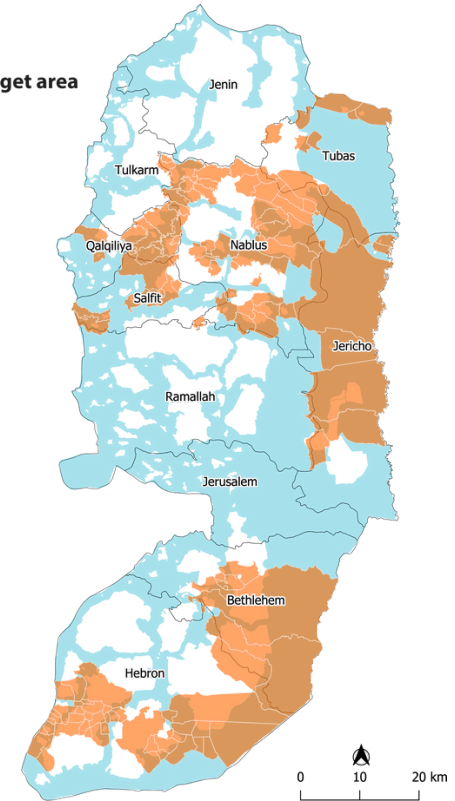 get area
Jenin
Tubas
Tulkarm
Qalqiliya
Nablus
Salfit
Jericho
Ramallah
Jerusalem
Bethlehem
Hebron
0 10 20 km